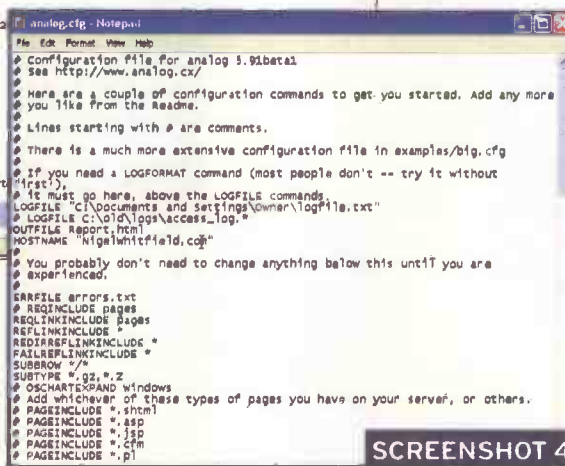 analog.cfg - Notepad
File Edit Format View Help
# Configuration file for analog 5.91beta1
# See http://www.analog.cx/
#
# Here are a couple of configuration commands to get you started. Add any more
# you like from the Readme.
#
# Lines starting with # are comments.
#
# There is a much more extensive configuration file in examples/big.cfg
#
# If you need a LOGFORMAT command (most people don't -- try it without
first!),
# it must go here, above the LOGFILE commands.
LOGFILE "C:\Documents and settings\owner\logfile.txt"
# LOGFILE C:\old\logs\access_log.*
OUTFILE Report.html
HOSTNAME "Nigelwhitfield.com"
#
# You probably don't need to change anything below this until you are
# experienced.
#
ERRFILE errors.txt
# REQINCLUDE pages
REQLINKINCLUDE pages
REFLINKINCLUDE *
REDIRREFLINKINCLUDE *
FAILREFLINKINCLUDE *
SUBBROW */*
SUBTYPE *.gz,*.Z
# OSCHARTEXPAND windows
# Add whichever of these types of pages you have on your server, or others.
# PAGEINCLUDE *.shtml
# PAGEINCLUDE *.asp
# PAGEINCLUDE *.jsp
# PAGEINCLUDE *.cfm
# PAGEINCLUDE *.pl
SCREENSHOT 4